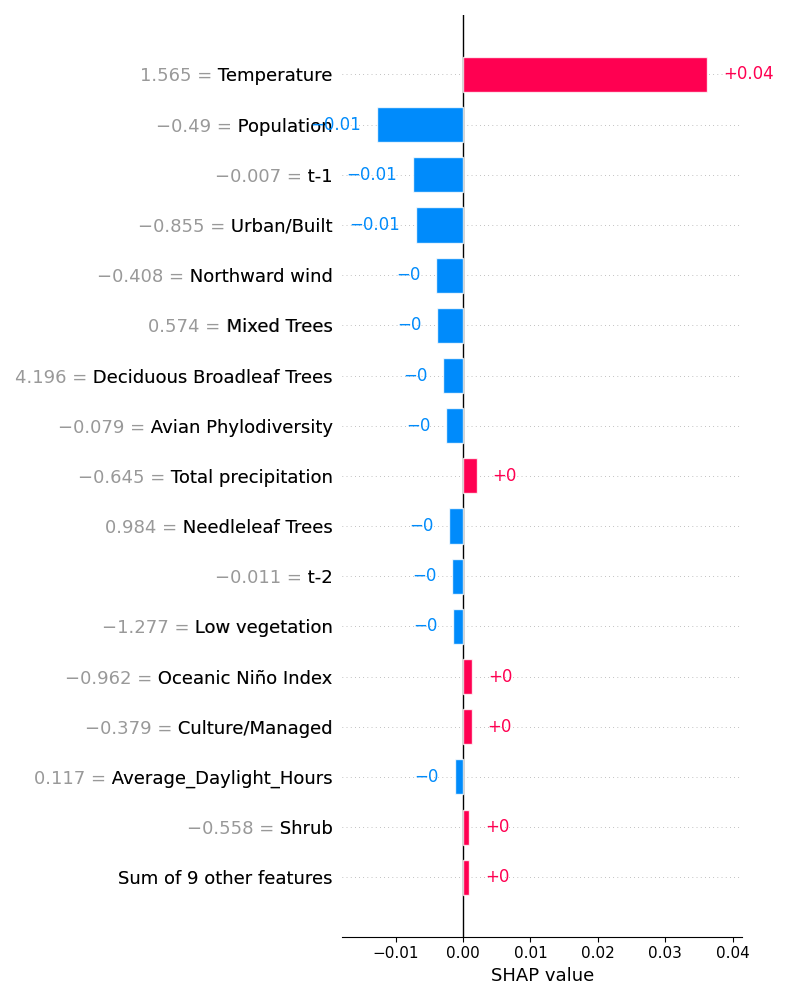 1.565 = Temperature +0.04
−0.49 = Population −0.01
−0.007 = t-1 −0.01
−0.855 = Urban/Built −0.01
−0.408 = Northward wind −0
0.574 = Mixed Trees −0
4.196 = Deciduous Broadleaf Trees −0
−0.079 = Avian Phylodiversity −0
−0.645 = Total precipitation +0
0.984 = Needleleaf Trees −0
−0.011 = t-2 −0
−1.277 = Low vegetation −0
−0.962 = Oceanic Niño Index +0
−0.379 = Culture/Managed +0
0.117 = Average_Daylight_Hours −0
−0.558 = Shrub +0
Sum of 9 other features +0
−0.01 0.00 0.01 0.02 0.03 0.04
SHAP value